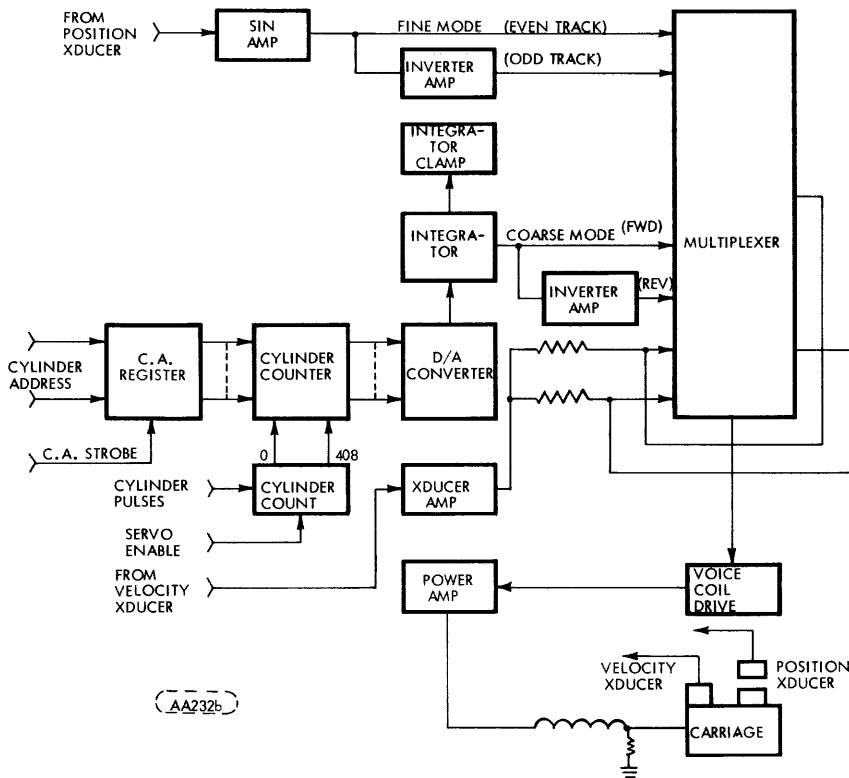 FROM
POSITION
XDUCER
SIN
AMP
FINE MODE (EVEN TRACK)
INVERTER
AMP
(ODD TRACK)
INTEGRA-
TOR
CLAMP
INTEGRA-
TOR
COARSE MODE (FWD)
INVERTER
AMP
(REV)
MULTIPLEXER
CYLINDER
ADDRESS
C.A.
REGISTER
CYLINDER
COUNTER
D/A
CONVERTER
C.A. STROBE
0
408
CYLINDER
PULSES
CYLINDER
COUNT
XDUCER
AMP
SERVO
ENABLE
FROM
VELOCITY
XDUCER
POWER
AMP
VOICE
COIL
DRIVE
VELOCITY
XDUCER
POSITION
XDUCER
CARRIAGE
AA232b